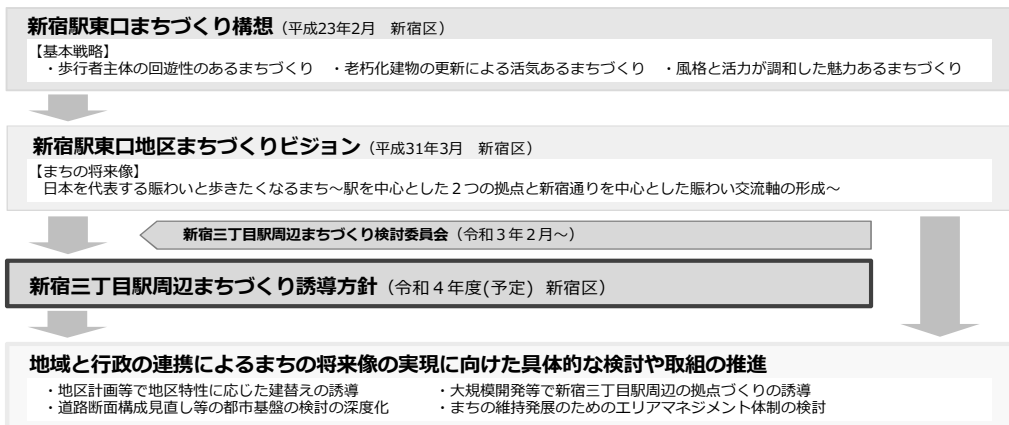 新宿駅東口まちづくり構想（平成23年2月　新宿区）
【基本戦略】
・歩行者主体の回遊性のあるまちづくり　・老朽化建物の更新による活気あるまちづくり　・風格と活力が調和した魅力あるまちづくり
新宿駅東口地区まちづくりビジョン（平成31年3月　新宿区）
【まちの将来像】
日本を代表する賑わいと歩きたくなるまち～駅を中心とした２つの拠点と新宿通りを中心とした賑わい交流軸の形成～
新宿三丁目駅周辺まちづくり検討委員会（令和３年２月～）
新宿三丁目駅周辺まちづくり誘導方針（令和４年度(予定)  新宿区）
地域と行政の連携によるまちの将来像の実現に向けた具体的な検討や取組の推進
・地区計画等で地区特性に応じた建替えの誘導　・大規模開発等で新宿三丁目駅周辺の拠点づくりの誘導
・道路断面構成見直し等の都市基盤の検討の深度化　・まちの維持発展のためのエリアマネジメント体制の検討